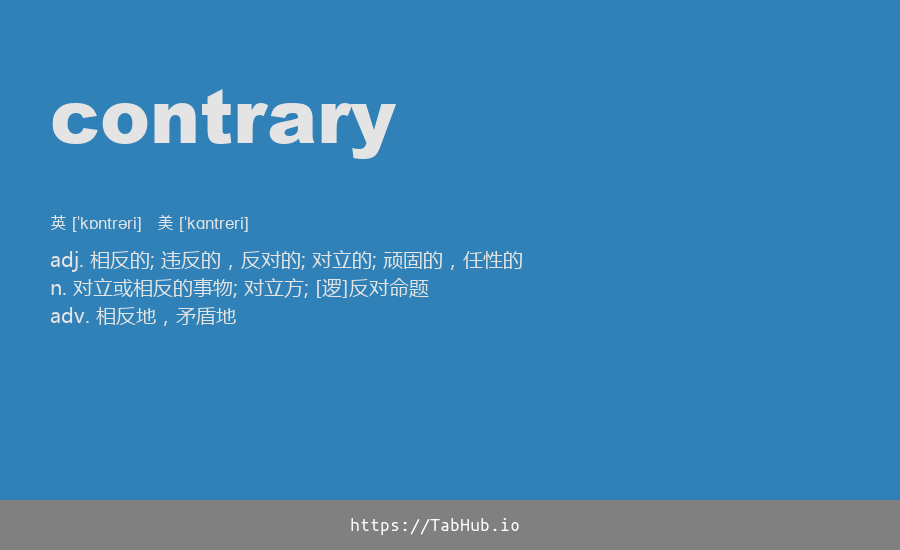 contrary
英 [ˈkɒntrəri] 美 [ˈkɑntreri]
adj. 相反的; 违反的，反对的; 对立的; 顽固的，任性的
n. 对立或相反的事物; 对立方; [逻]反对命题
adv. 相反地，矛盾地
https://TabHub.io